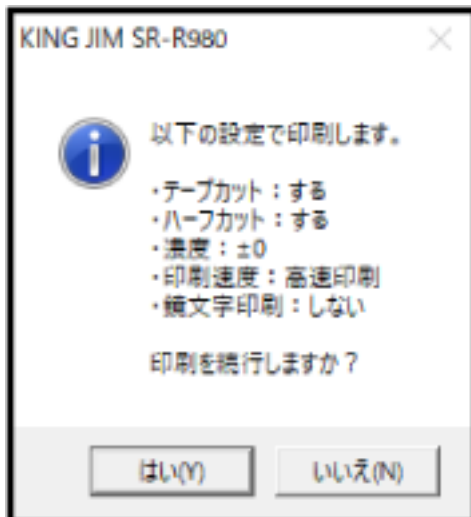 KING JIM SR-R980
以下の設定で印刷します。
・テープカット：する
・ハーフカット：する
・濃度：±0
・印刷速度：高速印刷
・鏡文字印刷：しない
印刷を続行しますか？
はい(Y)
いいえ(N)